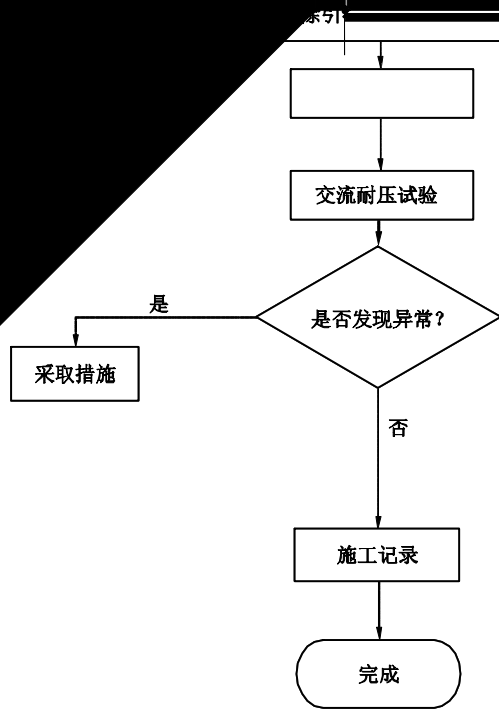 交流耐压试验
是否发现异常？
是
采取措施
否
施工记录
完成